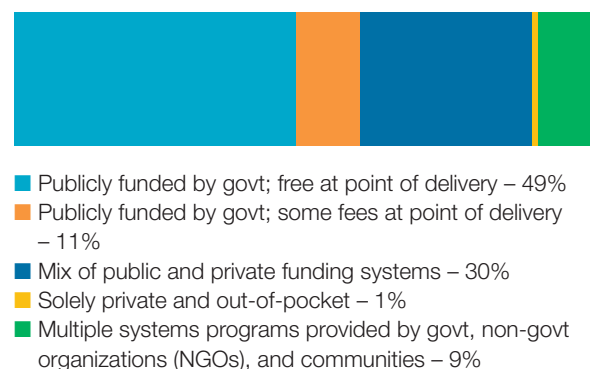 Publicly funded by govt; free at point of delivery – 49%
Publicly funded by govt; some fees at point of delivery
– 11%
Mix of public and private funding systems – 30%
Solely private and out-of-pocket – 1%
Multiple systems programs provided by govt, non-govt
organizations (NGOs), and communities – 9%